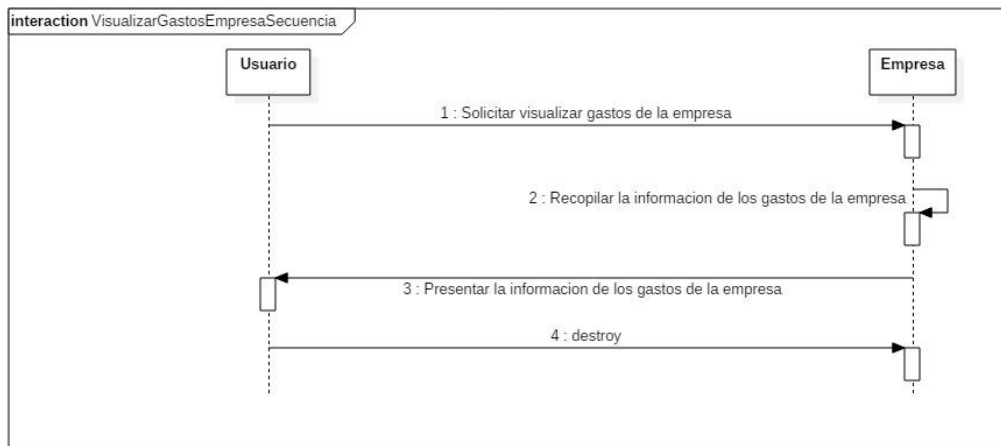 interaction VisualizarGastosEmpresaSecuencia
Usuario
Empresa
1 : Solicitar visualizar gastos de la empresa
2 : Recopilar la informacion de los gastos de la empresa
3 : Presentar la informacion de los gastos de la empresa
4 : destroy